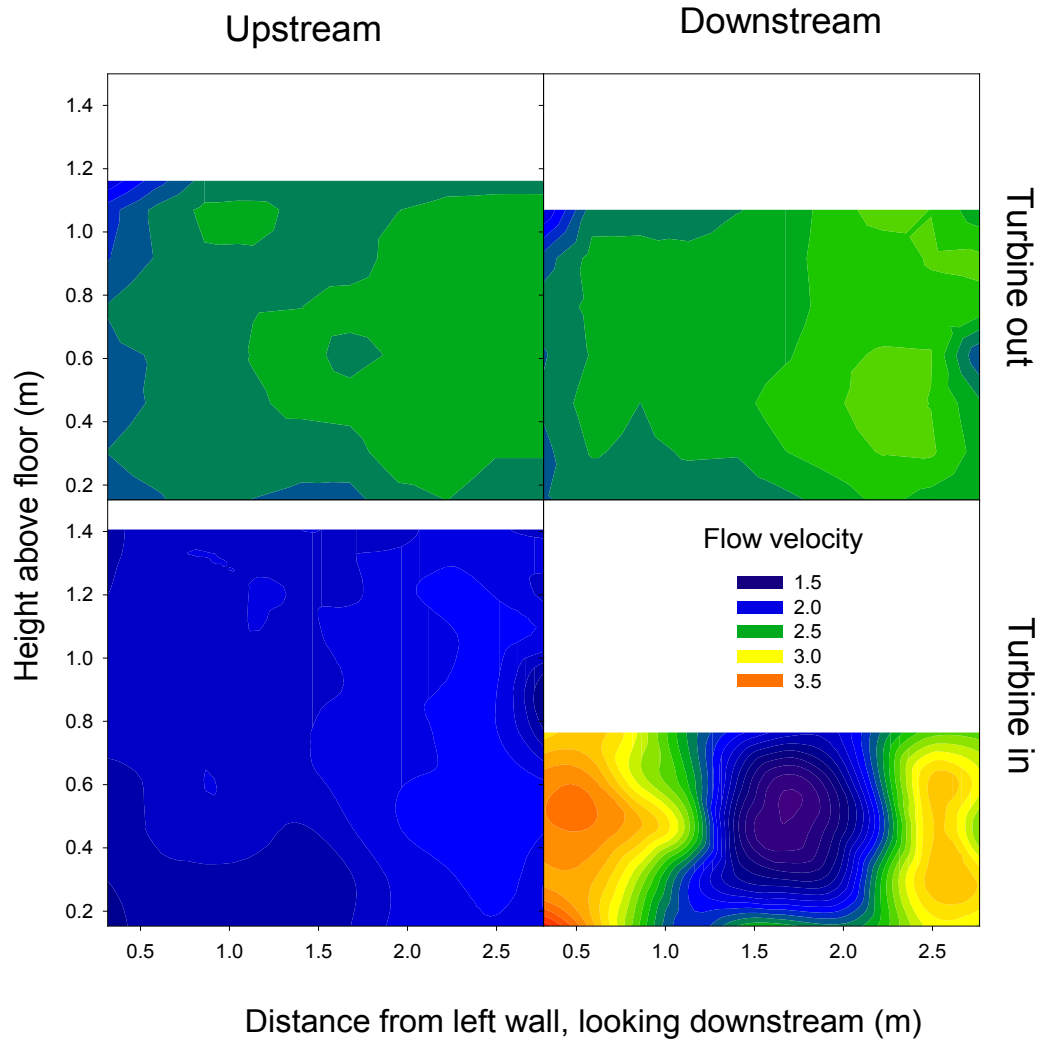 Upstream
Downstream
1.4
1.2
1.0
0.8
0.6
0.4
0.2
Turbine out
Height above floor (m)
1.4
1.2
1.0
0.8
0.6
0.4
0.2
Flow velocity
1.5
2.0
2.5
3.0
3.5
Turbine in
0.5 1.0 1.5 2.0 2.5 0.5 1.0 1.5 2.0 2.5
Distance from left wall, looking downstream (m)